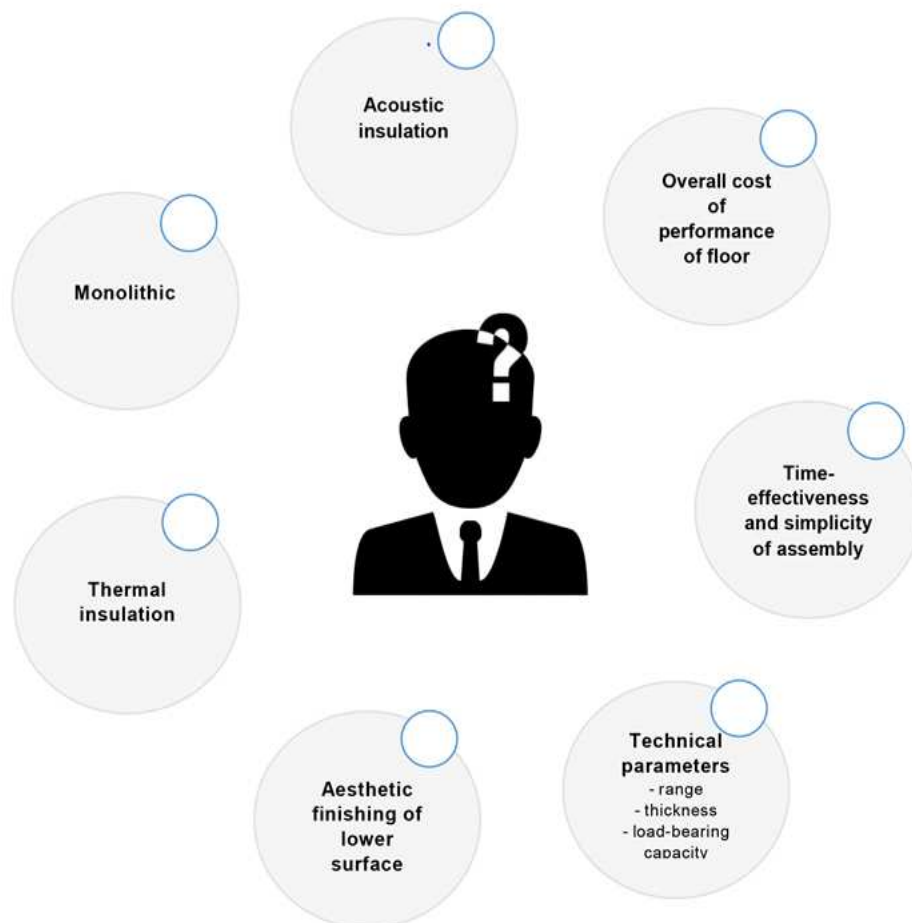 Acoustic
insulation
Overall cost
of
performance
of floor
Monolithic
?
Time-
effectiveness
and simplicity
of assembly
Thermal
insulation
Technical
parameters
- range
- thickness
- load-bearing
capacity
Aesthetic
finishing of
lower
surface